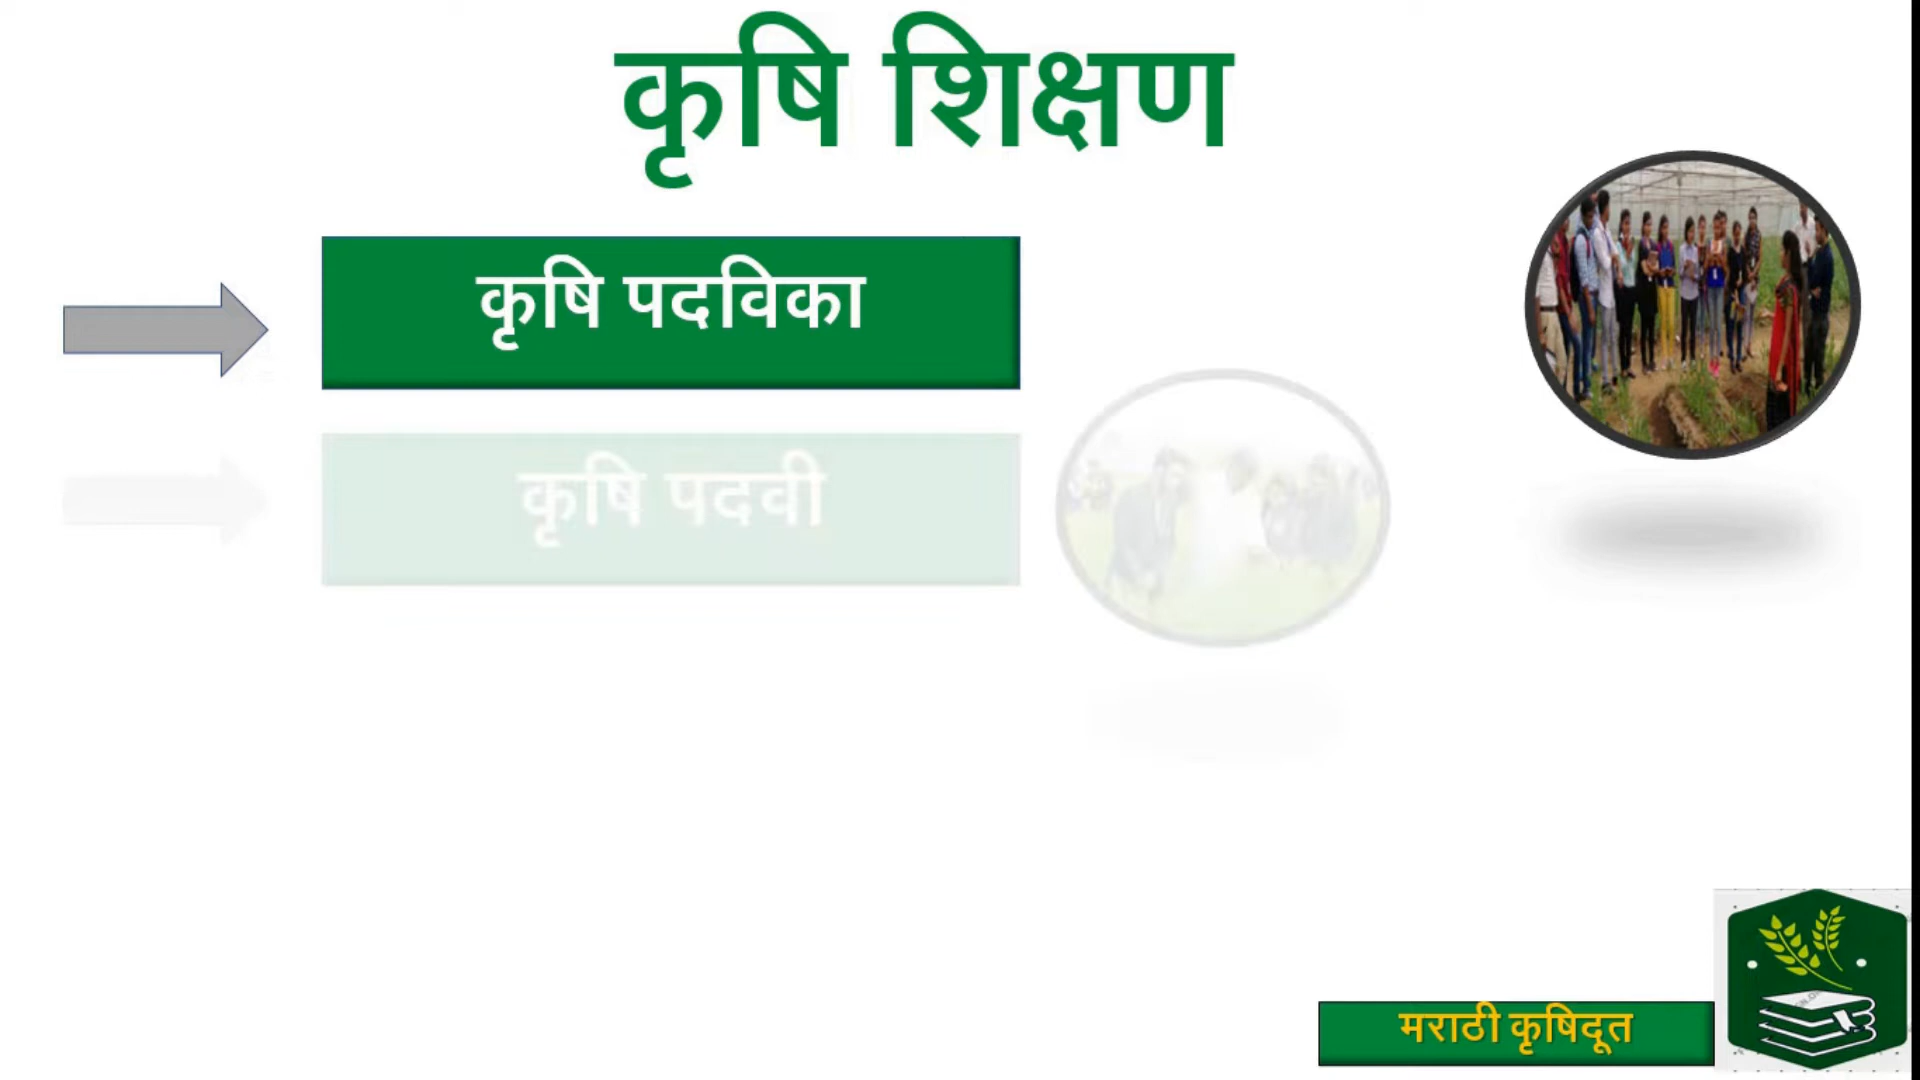 कृषि शिक्षण
कृषि पदविका
कृषि पदवी
मराठी कृषिदूत